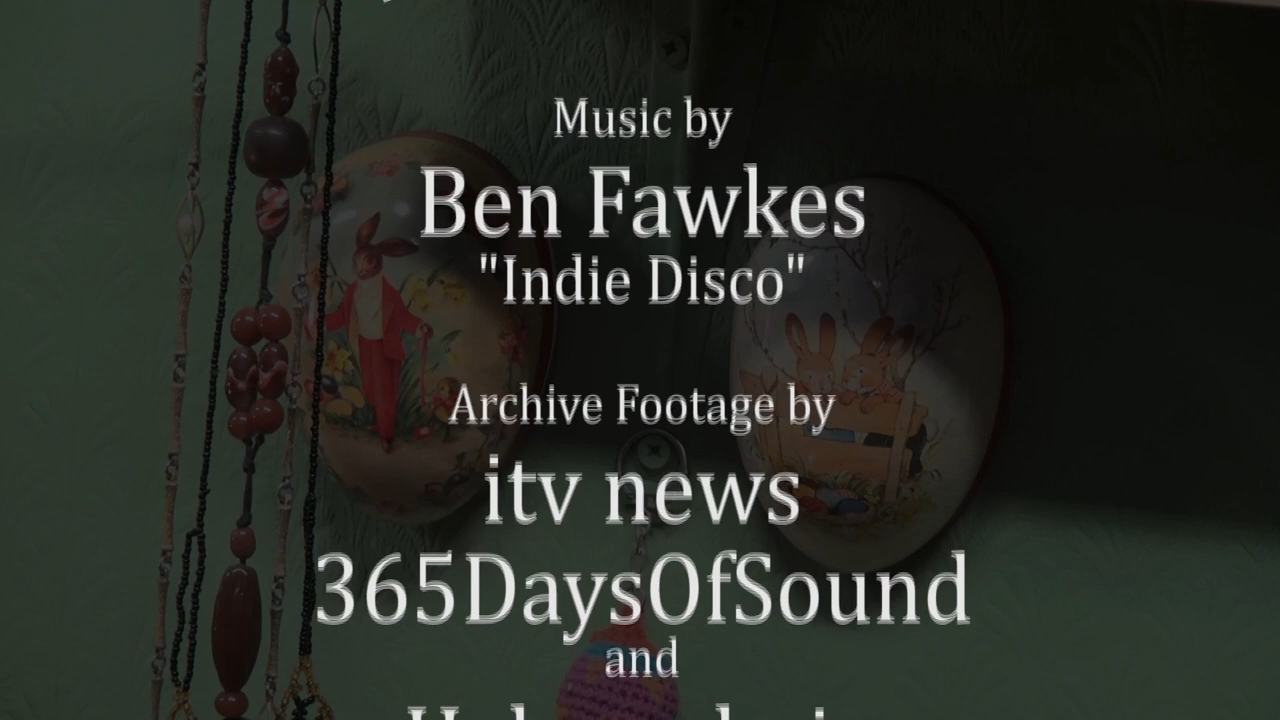 Music by
Ben Fawkes
"Indie Disco"
Archive Footage by
itv news
365DaysOfSound
and